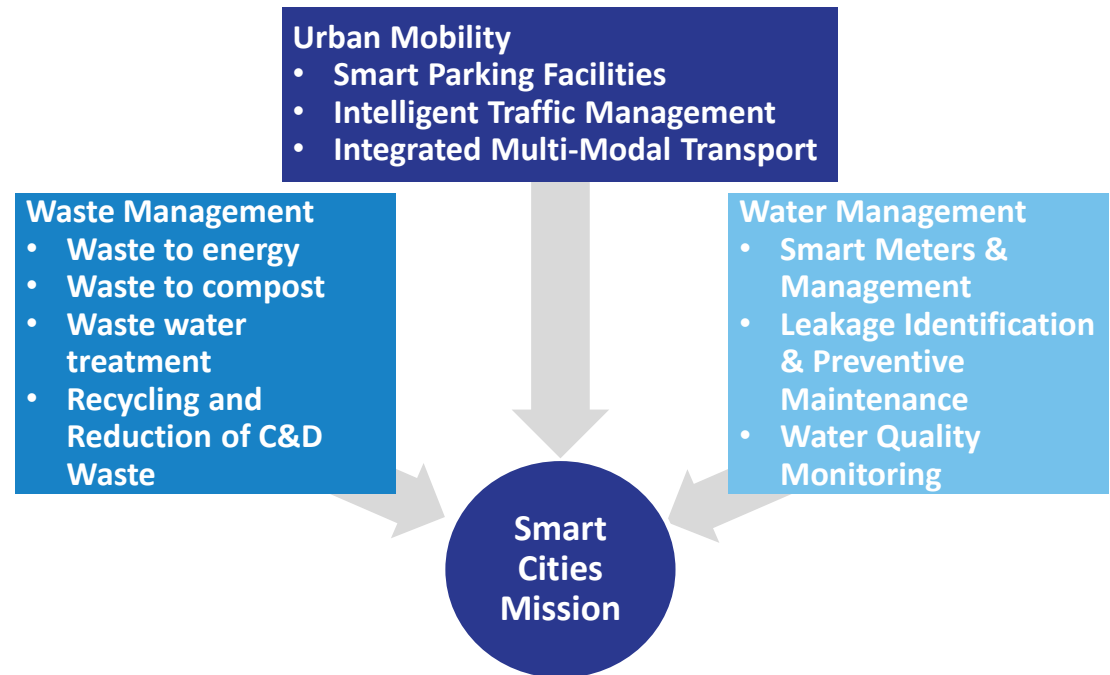 Urban Mobility
• Smart Parking Facilities
• Intelligent Traffic Management
• Integrated Multi-Modal Transport
Waste Management
• Waste to energy
• Waste to compost
• Waste water
treatment
• Recycling and
Reduction of C&D
Waste
Water Management
• Smart Meters &
Management
• Leakage Identification
& Preventive
Maintenance
• Water Quality
Monitoring
Smart
Cities
Mission